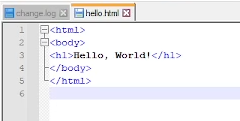 change.log hello.html
1 <html>
2 <body>
3 <h1>Hello, World!</h1>
4 </body>
5 </html>
6